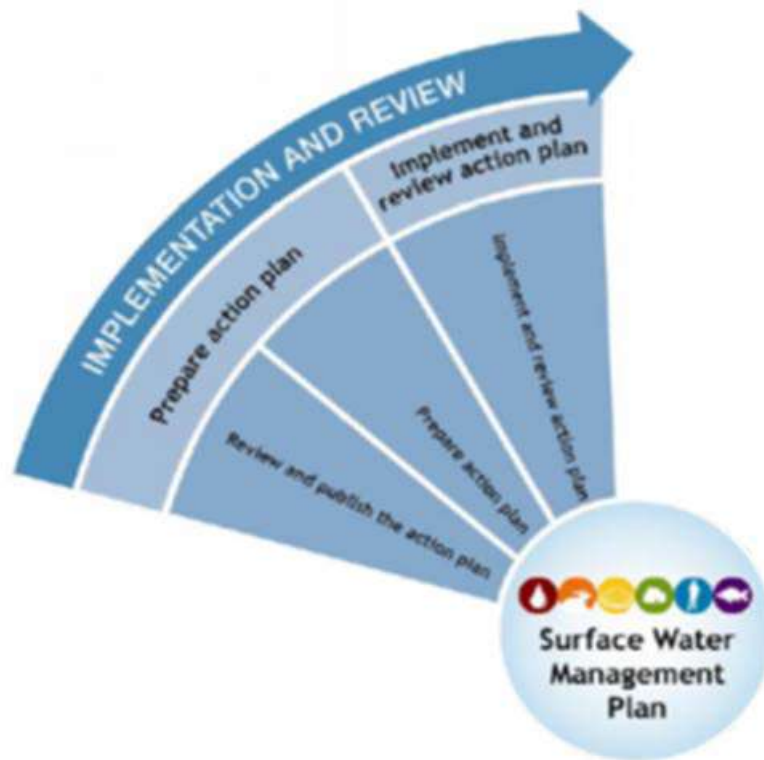 IMPLEMENTATION AND REVIEW
Implement and
review action plan
Prepare action plan
Implement and review action plan
Prepare action plan
Review and publish the action plan
Surface Water
Management
Plan